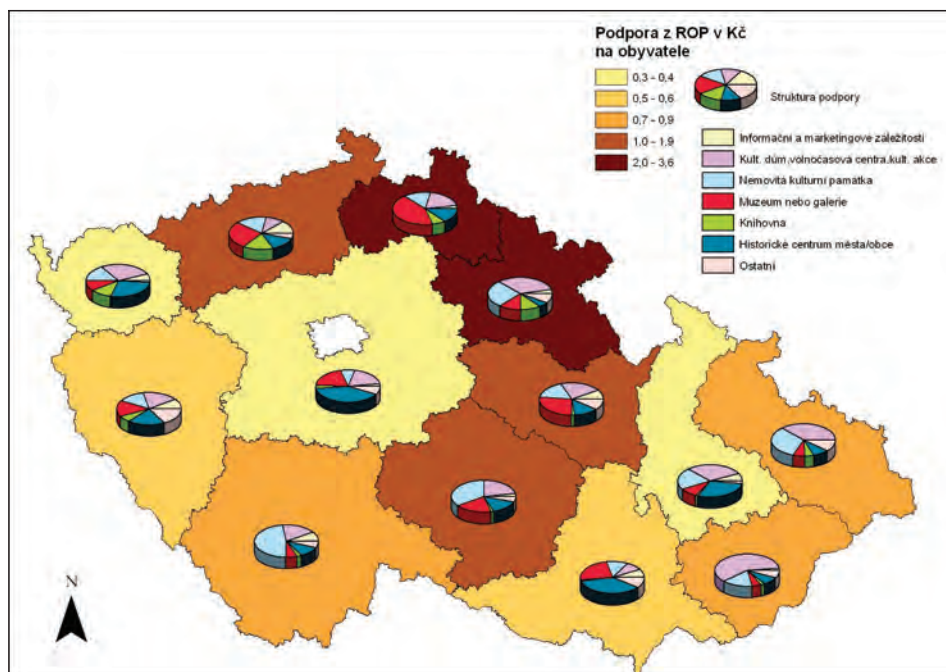 Podpora z ROP v Kč
na obyvatele
0,3 - 0,4
0,5 - 0,6
0,7 - 0,9
1,0 - 1,9
2,0 - 3,6
Struktura podpory
Informační a marketingové záležitosti
Kult. dům,volnočasová centra,kult. akce
Nemovitá kulturní památka
Muzeum nebo galerie
Knihovna
Historické centrum města/obce
Ostatní
N